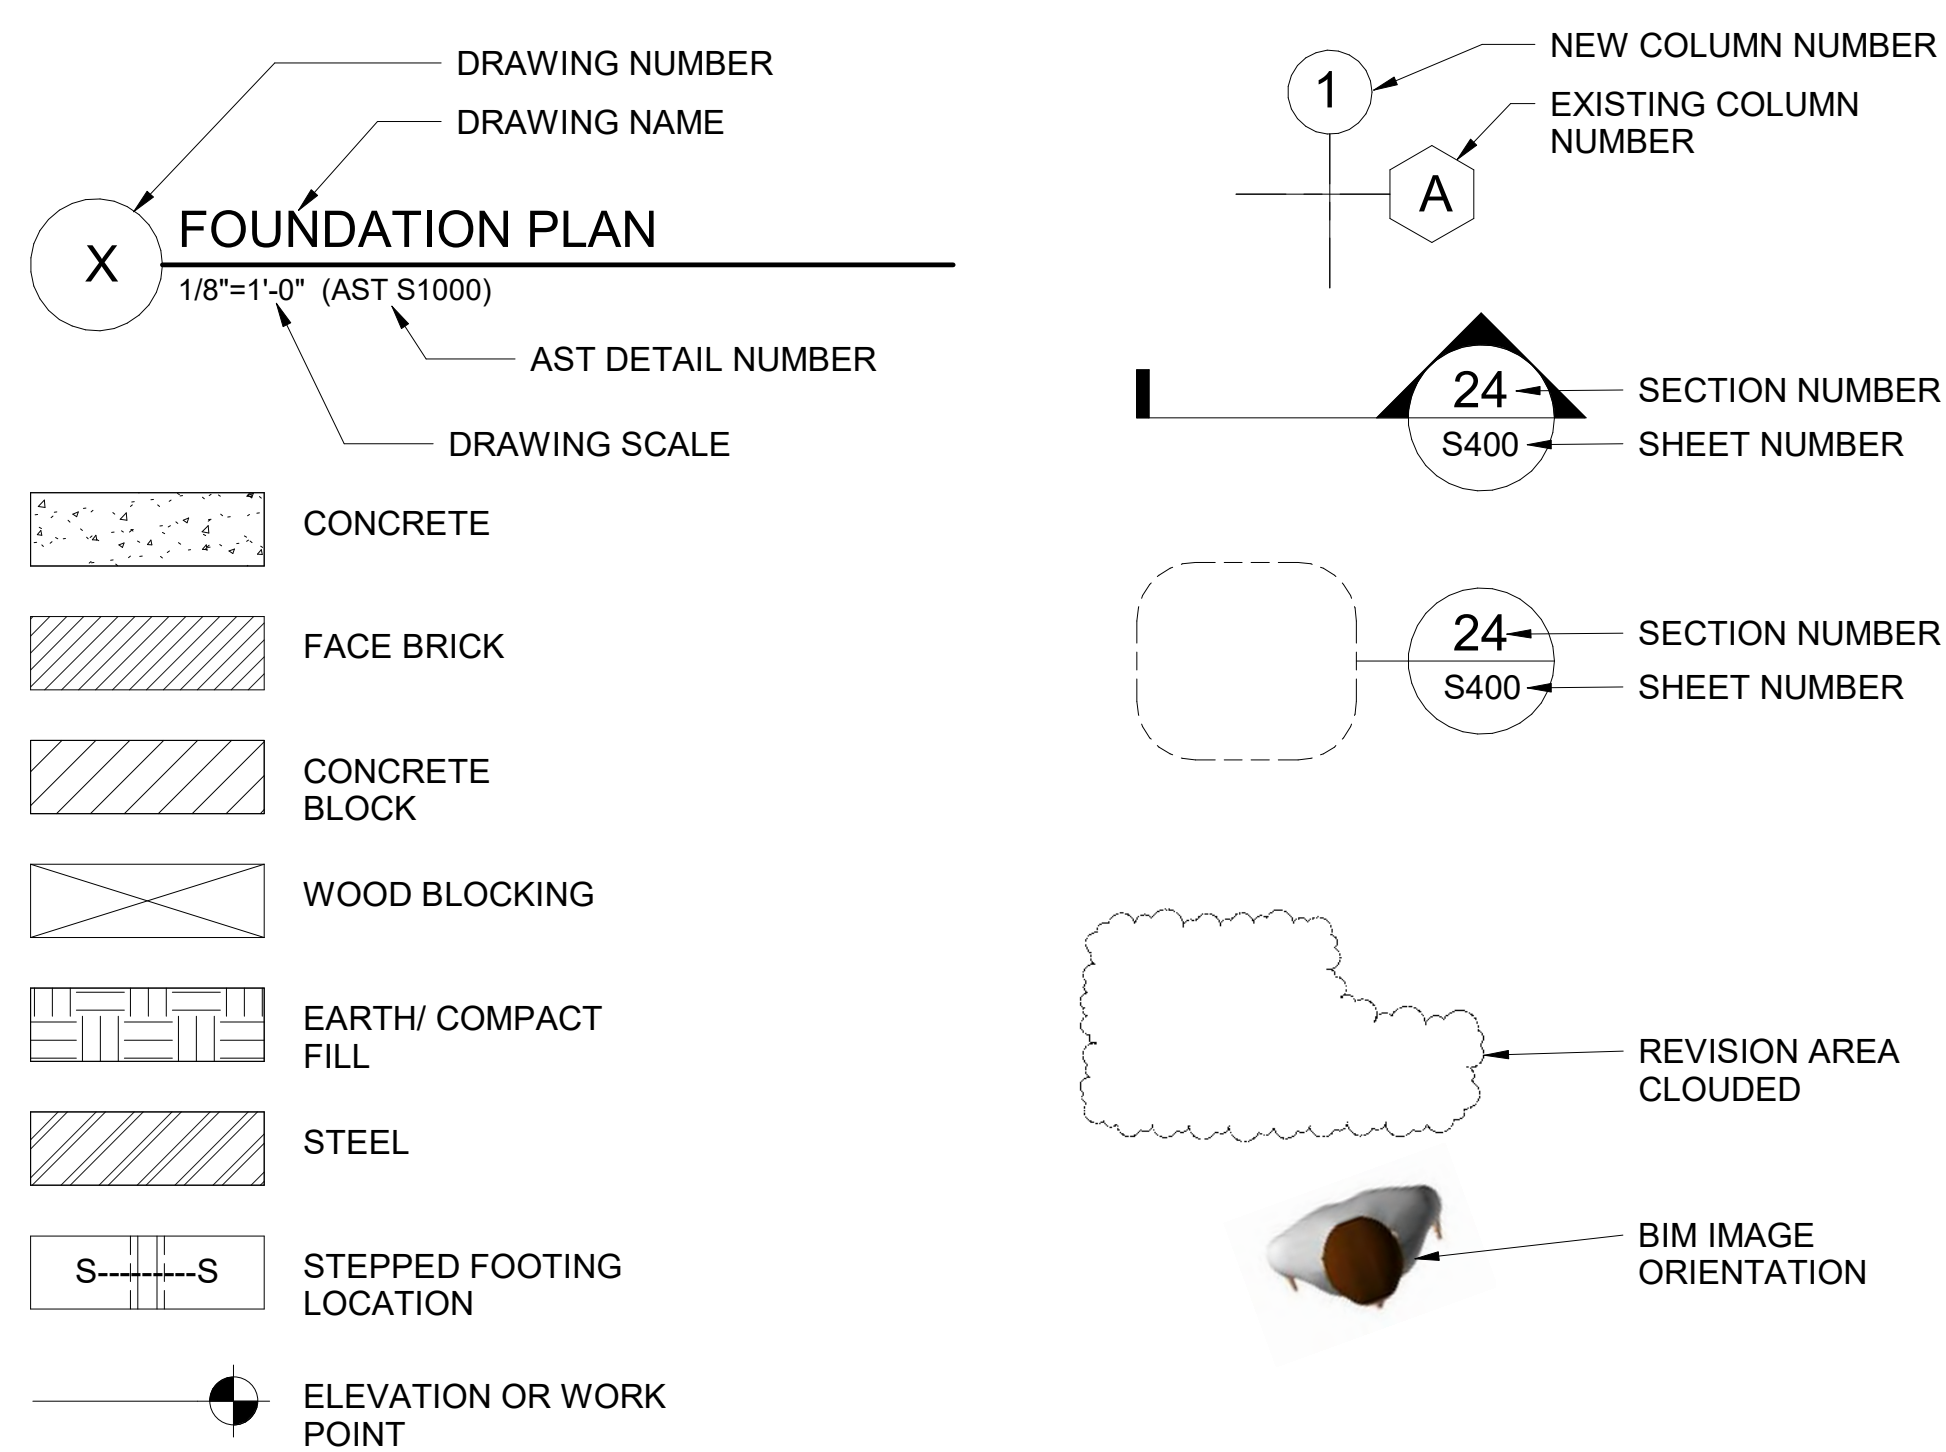 DRAWING NUMBER
DRAWING NAME
X
FOUNDATION PLAN
1/8"=1'-0" (AST S1000)
AST DETAIL NUMBER
DRAWING SCALE
CONCRETE
FACE BRICK
CONCRETE
BLOCK
WOOD BLOCKING
EARTH/ COMPACT
FILL
STEEL
S---------S
STEPPED FOOTING
LOCATION
ELEVATION OR WORK
POINT
1
NEW COLUMN NUMBER
A
EXISTING COLUMN
NUMBER
24
SECTION NUMBER
S400
SHEET NUMBER
24
SECTION NUMBER
S400
SHEET NUMBER
REVISION AREA
CLOUDED
BIM IMAGE
ORIENTATION